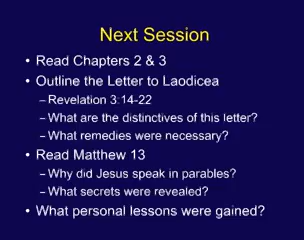 Next Session
• Read Chapters 2 & 3
• Outline the Letter to Laodicea
– Revelation 3:14-22
– What are the distinctives of this letter?
– What remedies were necessary?
• Read Matthew 13
– Why did Jesus speak in parables?
– What secrets were revealed?
• What personal lessons were gained?